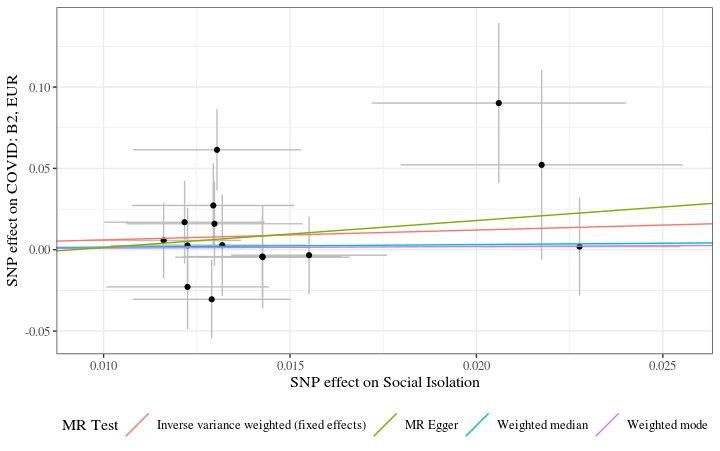 SNP effect on COVID: B2, EUR
0.10
0.05
0.00
-0.05
0.010
0.015
0.020
0.025
SNP effect on Social Isolation
MR Test
Inverse variance weighted (fixed effects)
MR Egger
Weighted median
Weighted mode